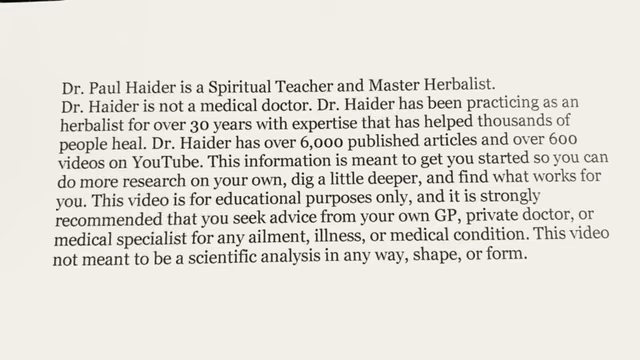 Dr. Paul Haider is a Spiritual Teacher and Master Herbalist.
Dr. Haider is not a medical doctor. Dr. Haider has been practicing as an
herbalist for over 30 years with expertise that has helped thousands of
people heal. Dr. Haider has over 6,000 published articles and over 600
videos on YouTube. This information is meant to get you started so you can
do more research on your own, dig a little deeper, and find what works for
you. This video is for educational purposes only, and it is strongly
recommended that you seek advice from your own GP, private doctor, or
medical specialist for any ailment, illness, or medical condition. This video
not meant to be a scientific analysis in any way, shape, or form.